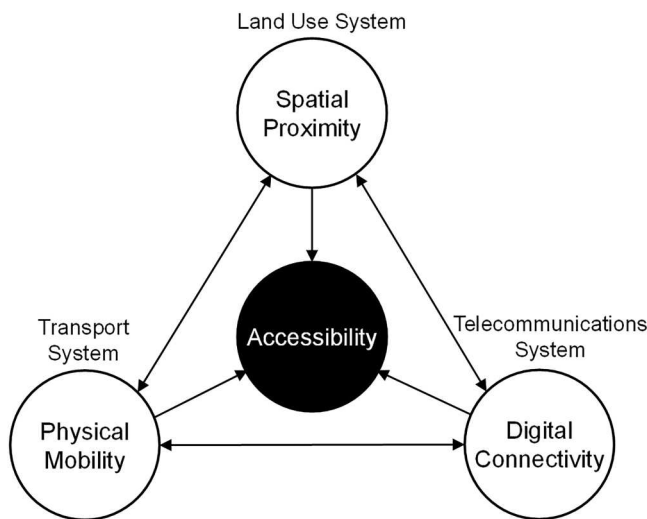 Land Use System
Spatial
Proximity
Accessibility
Transport
System
Physical
Mobility
Telecommunications
System
Digital
Connectivity